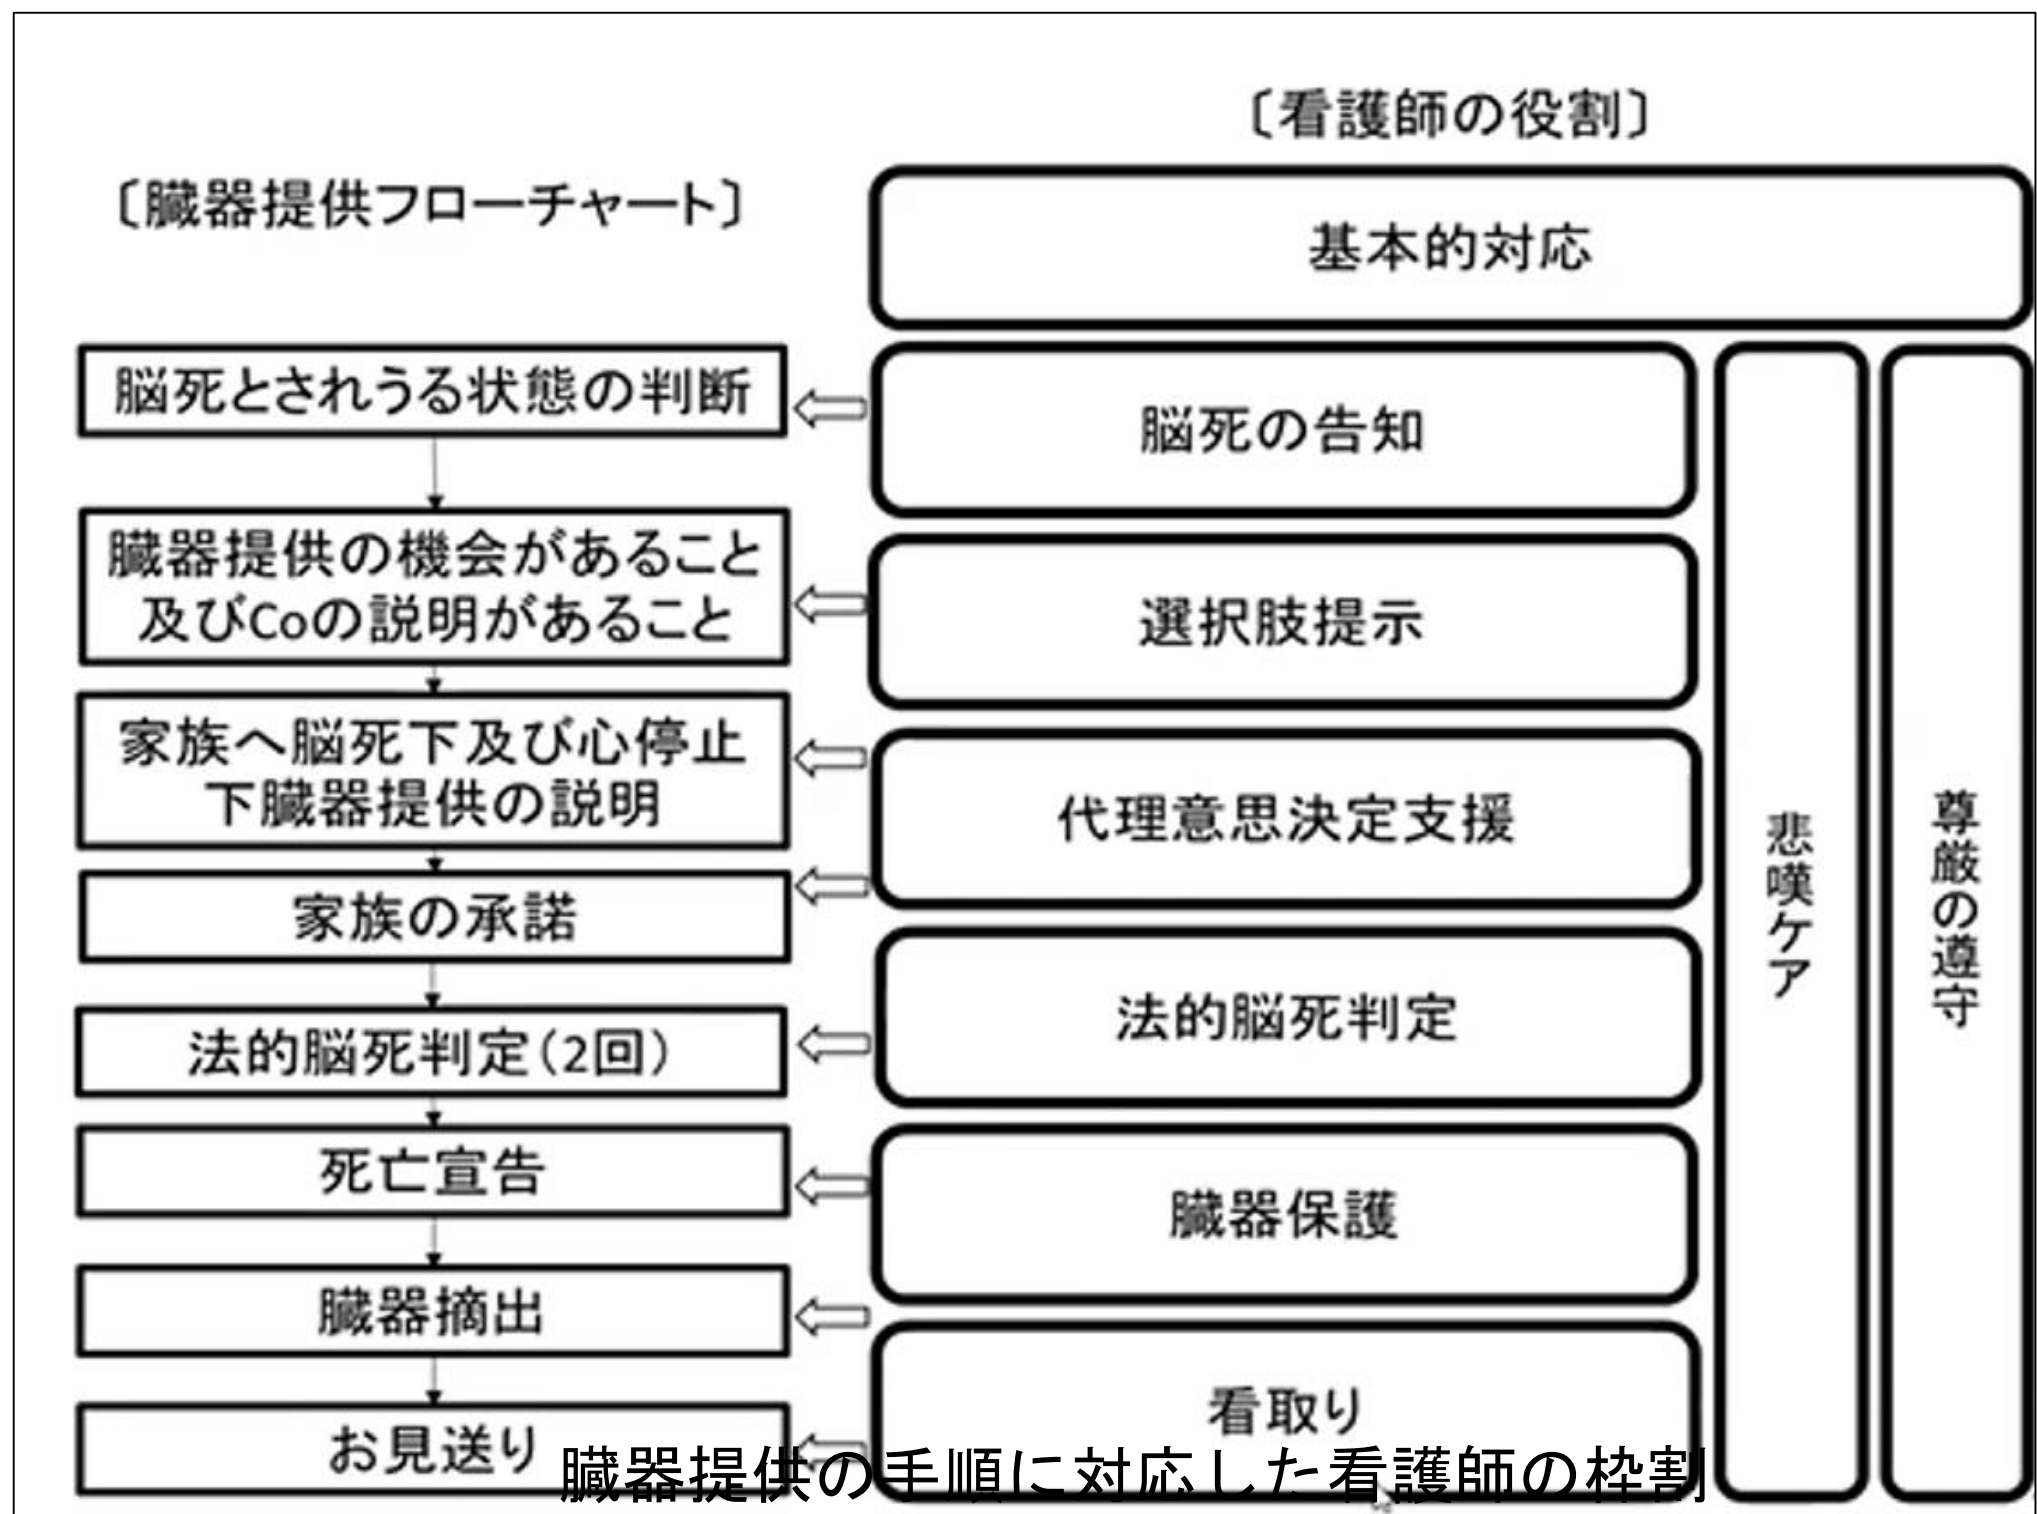 〔看護師の役割〕
〔臓器提供フローチャート〕
基本的対応
脳死とされうる状態の判断
脳死の告知
臓器提供の機会があること
及びCoの説明があること
選択肢提示
家族へ脳死下及び心停止
下臓器提供の説明
代理意思決定支援
家族の承諾
法的脳死判定(2回)
法的脳死判定
死亡宣告
臓器保護
臓器摘出
お見送り
看取り
悲嘆ケア
尊厳の遵守
臓器提供の手順に対応した看護師の枠割